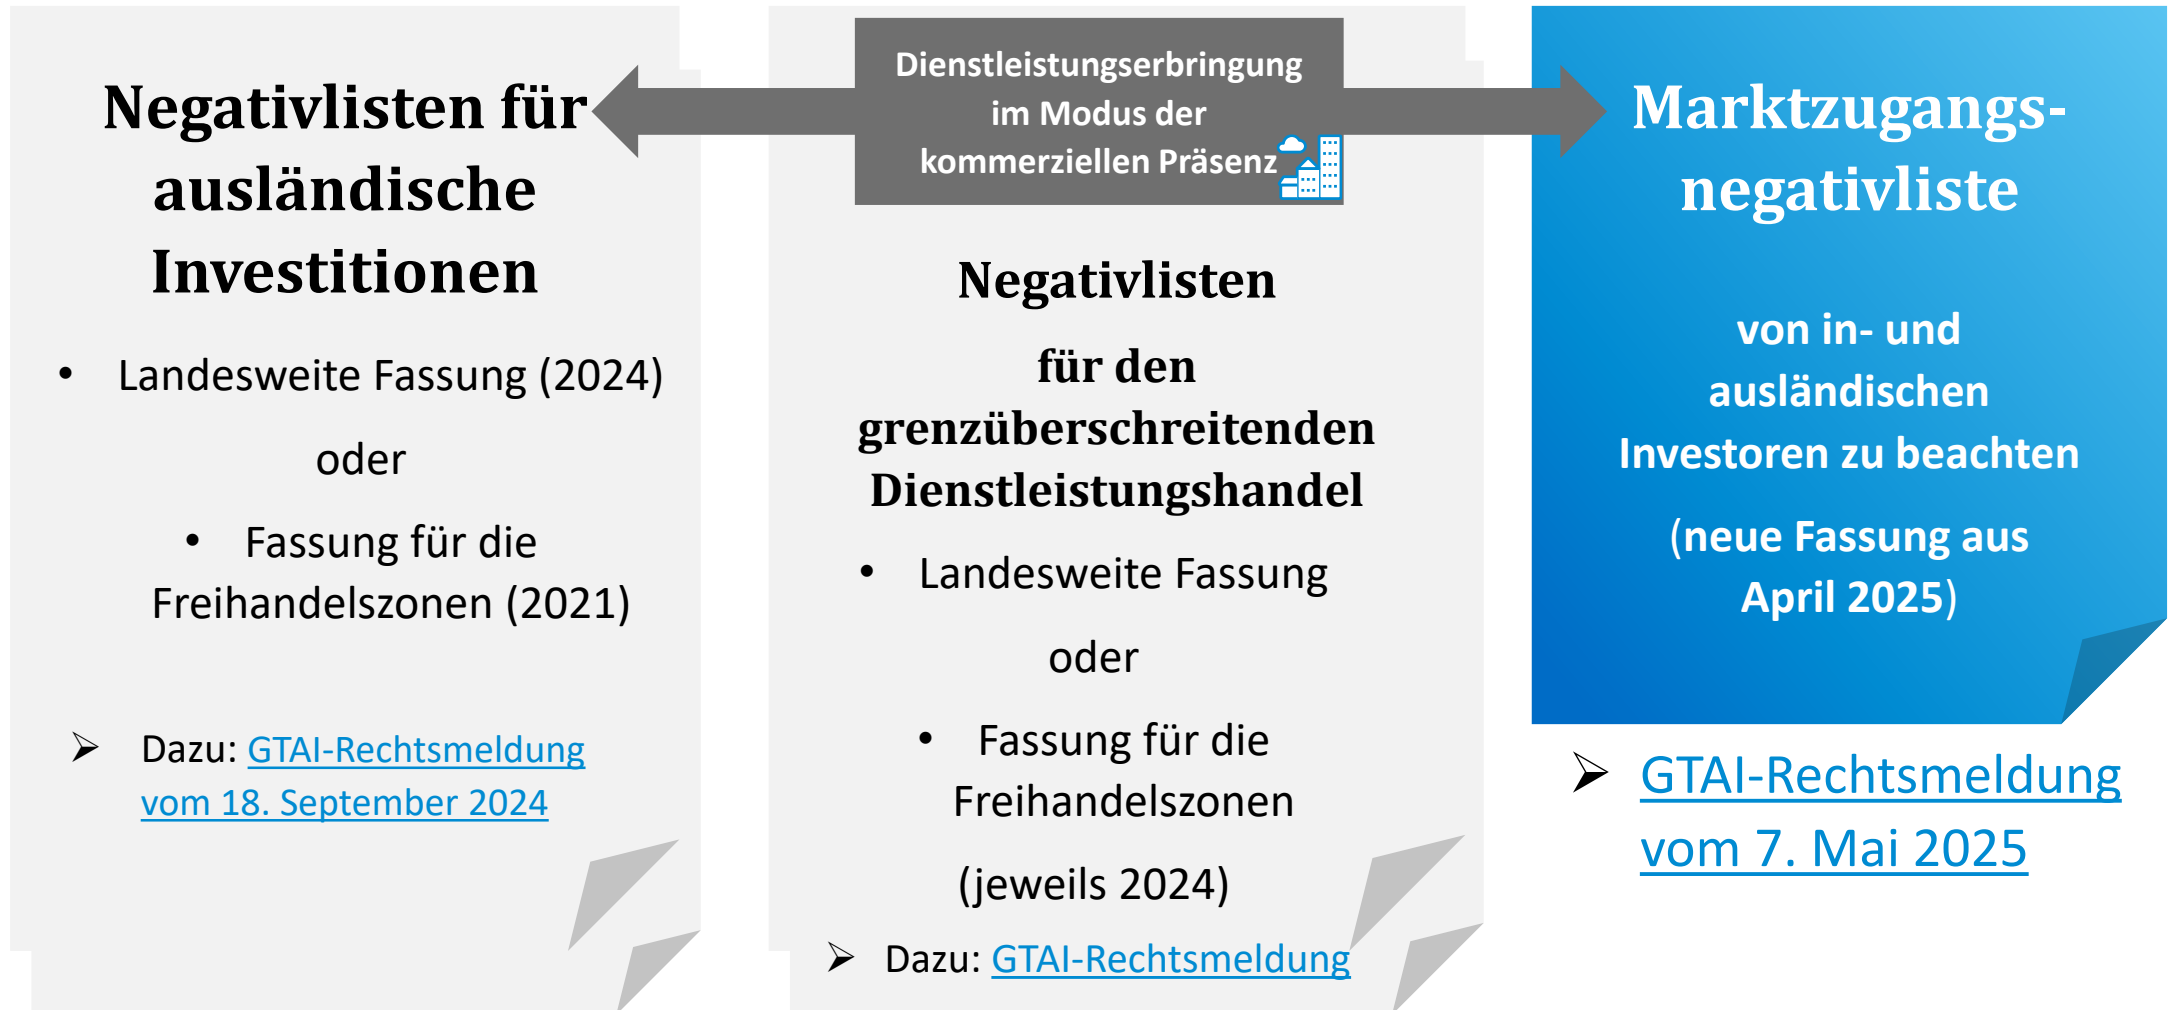 Negativlisten für
ausländische
Investitionen
• Landesweite Fassung (2024)
oder
• Fassung für die
Freihandelszonen (2021)
➢ Dazu: GTAI-Rechtsmeldung
vom 18. September 2024
Dienstleistungserbringung
im Modus der
kommerziellen Präsenz
Negativlisten
für den
grenzüberschreitenden
Dienstleistungshandel
• Landesweite Fassung
oder
• Fassung für die
Freihandelszonen
(jeweils 2024)
➢ Dazu: GTAI-Rechtsmeldung
Marktzugangs-
negativliste
von in- und
ausländischen
Investoren zu beachten
(neue Fassung aus
April 2025)
➢ GTAI-Rechtsmeldung
vom 7. Mai 2025